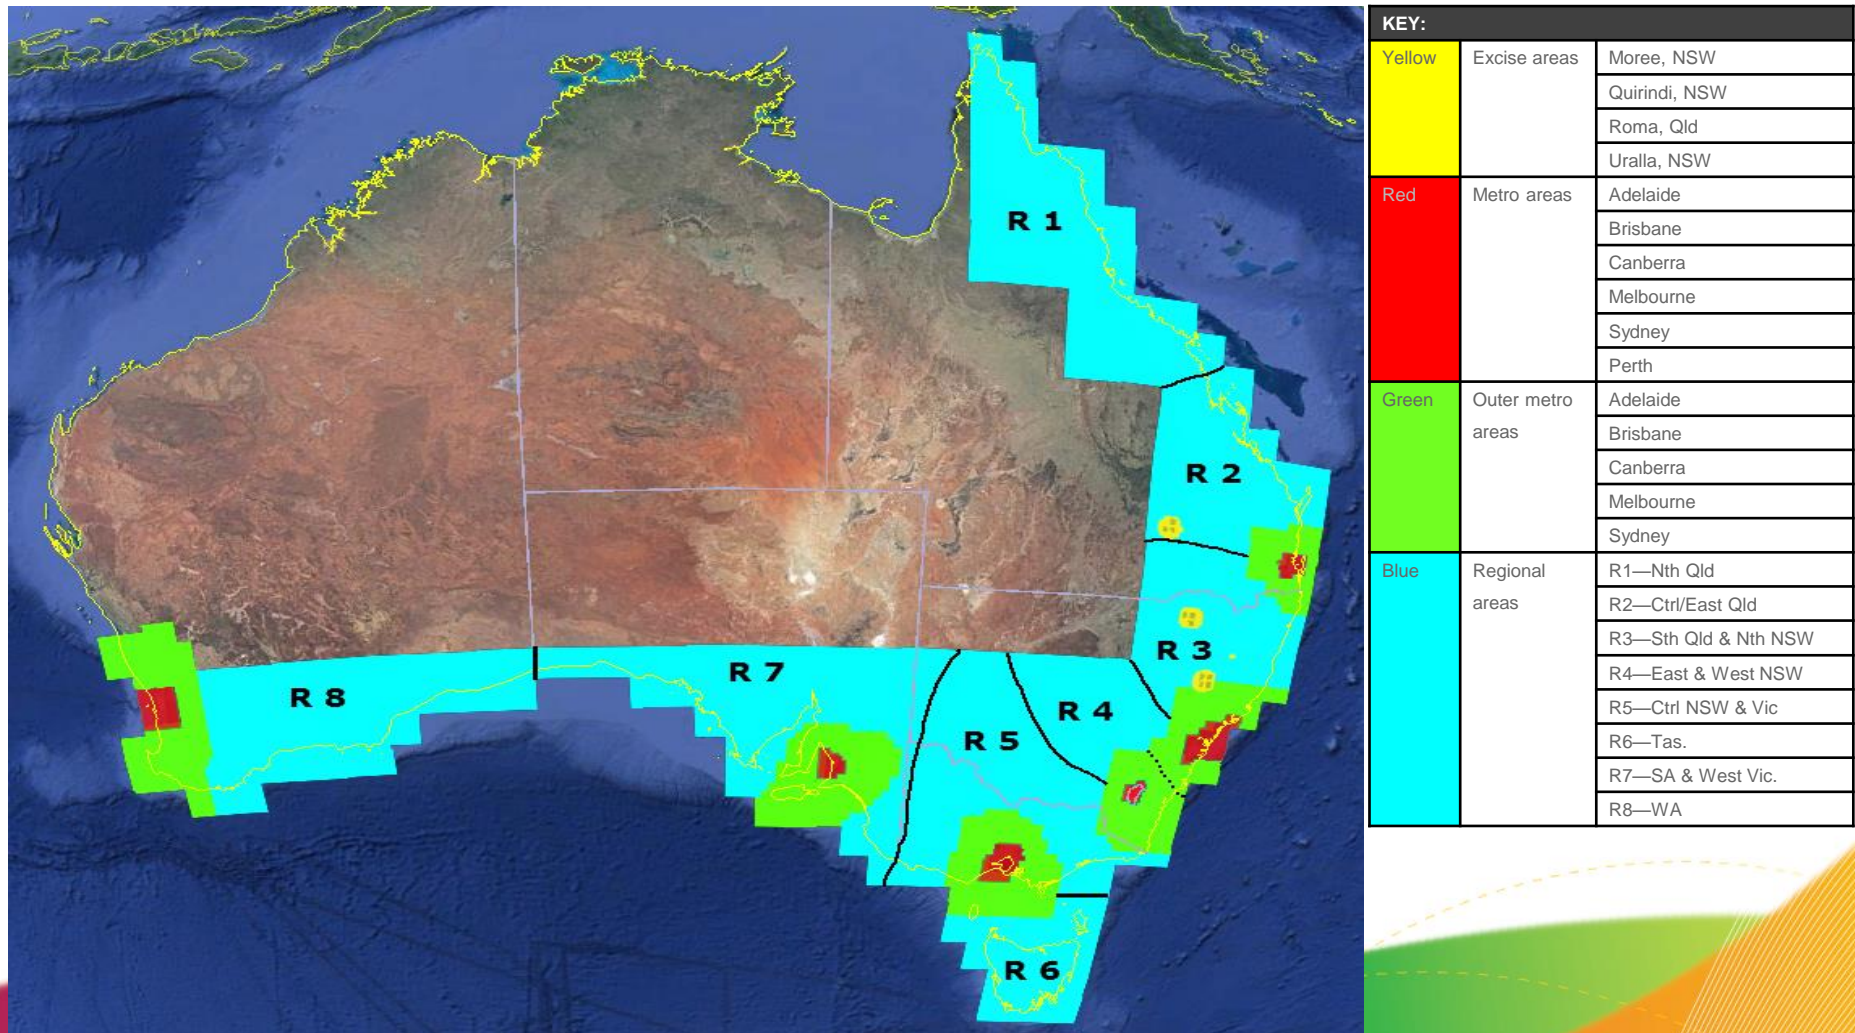 R 1
R 2
R 3
R 4
R 5
R 6
R 7
R 8
KEY:
Yellow Excise areas Moree, NSW
Quirindi, NSW
Roma, Qld
Uralla, NSW
Red Metro areas Adelaide
Brisbane
Canberra
Melbourne
Sydney
Perth
Green Outer metro areas Adelaide
Brisbane
Canberra
Melbourne
Sydney
Blue Regional areas R1—Nth Qld
R2—Ctrl/East Qld
R3—Sth Qld & Nth NSW
R4—East & West NSW
R5—Ctrl NSW & Vic
R6—Tas.
R7—SA & West Vic.
R8—WA